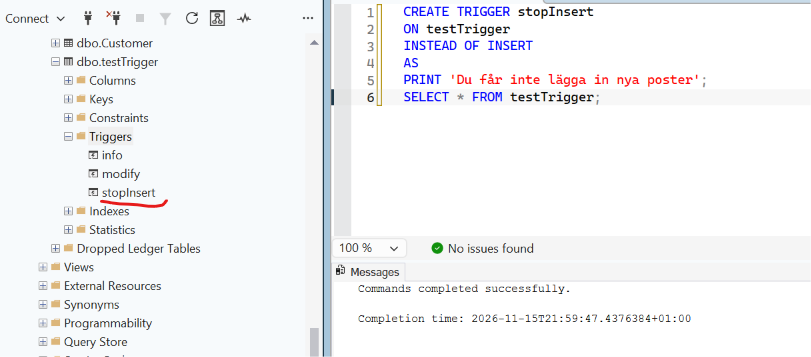 Connect
dbo.Customer
dbo.testTrigger
Columns
Keys
Constraints
Triggers
info
modify
stopInsert
Indexes
Statistics
Dropped Ledger Tables
Views
External Resources
Synonyms
Programmability
Query Store
1 CREATE TRIGGER stopInsert
2 ON testTrigger
3 INSTEAD OF INSERT
4 AS
5 PRINT 'Du får inte lägga in nya poster';
6 SELECT * FROM testTrigger;
100 % No issues found
Messages
Commands completed successfully.
Completion time: 2026-11-15T21:59:47.4376384+01:00